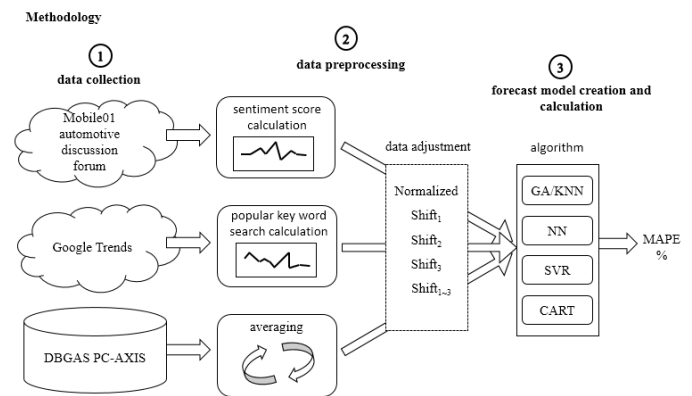 Methodology
1
data collection
2
data preprocessing
3
forecast model creation and
calculation
Mobile01
automotive
discussion
forum
sentiment score
calculation
Google Trends
popular key word
search calculation
DBGAS PC-AXIS
averaging
data adjustment
Normalized
Shift₁
Shift₂
Shift₃
Shift₁~₃
algorithm
GA/KNN
NN
SVR
CART
MAPE
%